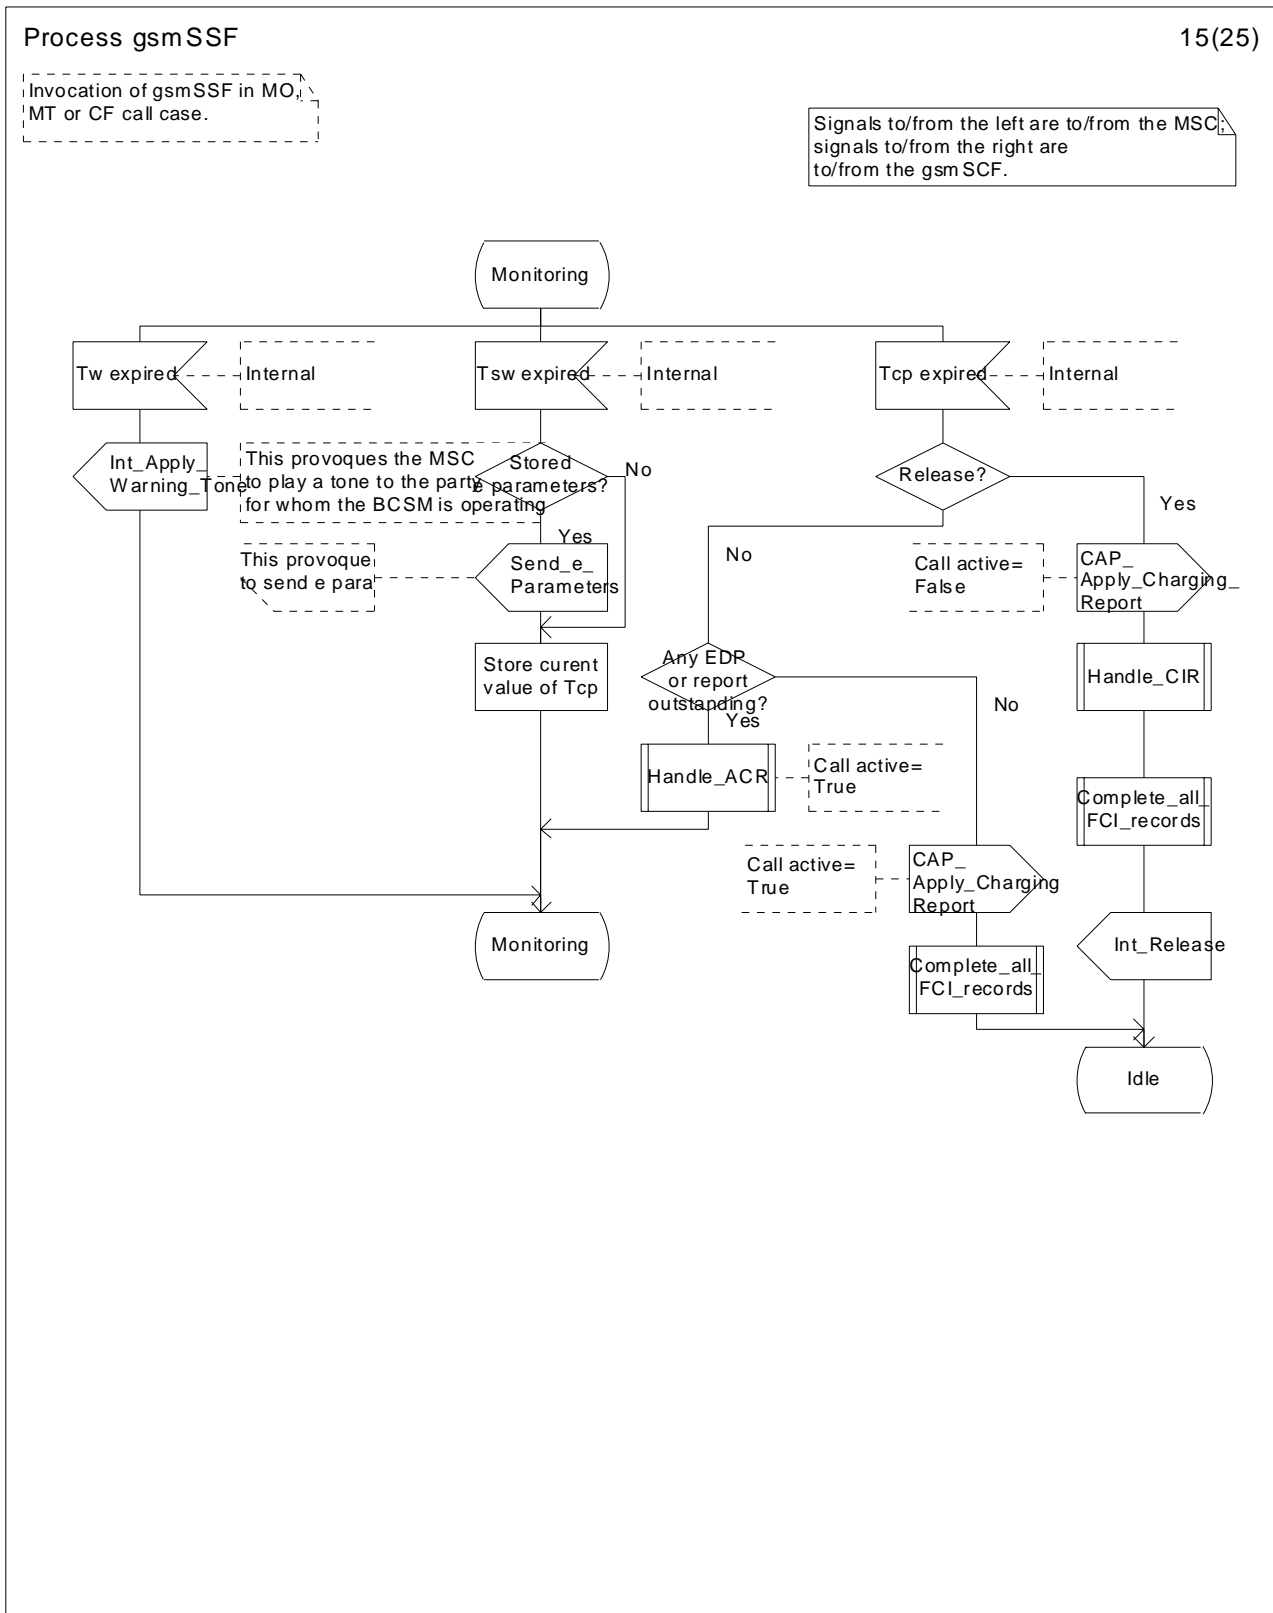 Process gsmSSF
15(25)
Invocation of gsmSSF in MO,
MT or CF call case.
Signals to/from the left are to/from the MSC;
signals to/from the right are
to/from the gsmSCF.
Monitoring
Tw expired
Internal
Tsw expired
Internal
Tcp expired
Internal
Int_Apply_
Warning_Tone
This provoques the MSC
to play a tone to the party
for whom the BCSM is operating
Stored
e parameters?
No
Yes
Release?
Yes
No
This provoque
to send e para
Send_e_
Parameters
Call active=
False
CAP_
Apply_Charging_
Report
Store curent
value of Tcp
Any EDP
or report
outstanding?
Yes
No
Handle_CIR
Handle_ACR
Call active=
True
Complete_all_
FCI_records
Call active=
True
CAP_
Apply_Charging
Report
Monitoring
Complete_all_
FCI_records
Int_Release
Idle